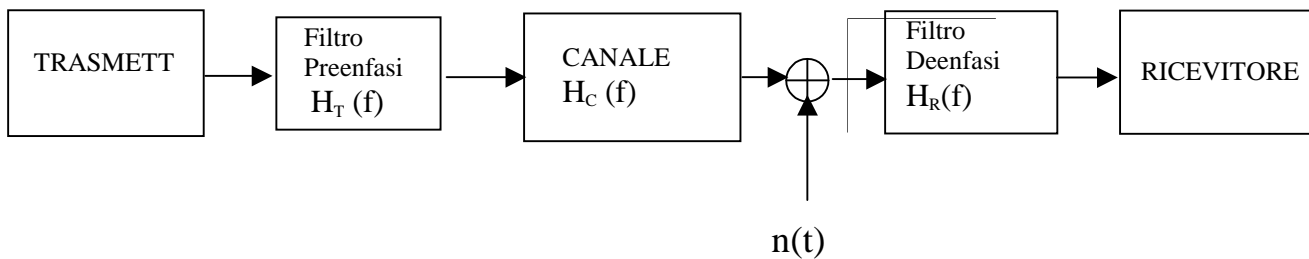 TRASMETT
Filtro
Preenfasi
H_T (f)
CANALE
H_C (f)
Filtro
Deenfasi
H_R(f)
RICEVITORE
n(t)